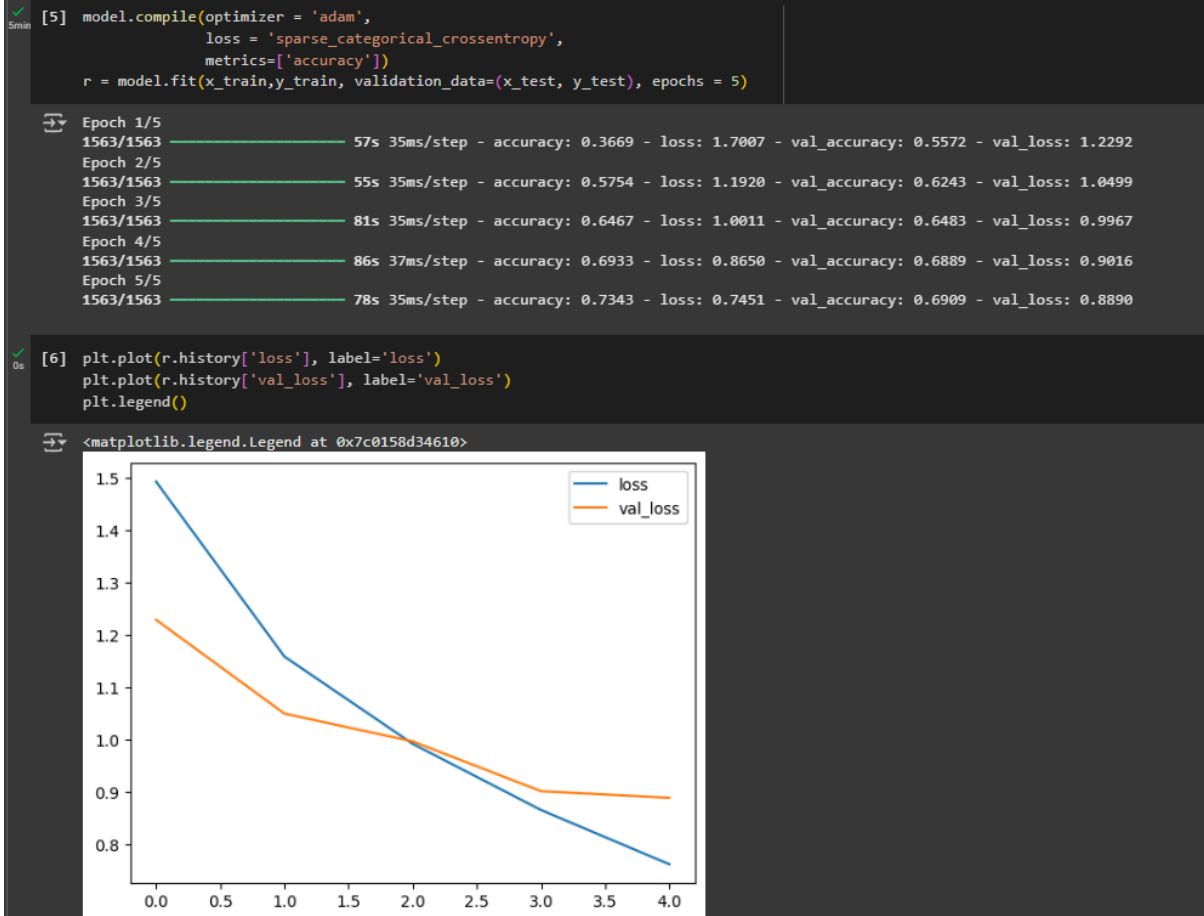 [5] model.compile(optimizer = 'adam',
loss = 'sparse_categorical_crossentropy',
metrics=['accuracy'])
5min
r = model.fit(x_train,y_train, validation_data=(x_test, y_test), epochs = 5)
Epoch 1/5
1563/1563 57s 35ms/step - accuracy: 0.3669 - loss: 1.7007 - val_accuracy: 0.5572 - val_loss: 1.2292
Epoch 2/5
1563/1563 55s 35ms/step - accuracy: 0.5754 - loss: 1.1920 - val_accuracy: 0.6243 - val_loss: 1.0499
Epoch 3/5
1563/1563 81s 35ms/step - accuracy: 0.6467 - loss: 1.0011 - val_accuracy: 0.6483 - val_loss: 0.9967
Epoch 4/5
1563/1563 86s 37ms/step - accuracy: 0.6933 - loss: 0.8650 - val_accuracy: 0.6889 - val_loss: 0.9016
Epoch 5/5
1563/1563 78s 35ms/step - accuracy: 0.7343 - loss: 0.7451 - val_accuracy: 0.6909 - val_loss: 0.8890
[6] plt.plot(r.history['loss'], label='loss')
0s
plt.plot(r.history['val_loss'], label='val_loss')
plt.legend()
<matplotlib.legend.Legend at 0x7c0158d34610>
loss
val_loss
1.5
1.4
1.3
1.2
1.1
1.0
0.9
0.8
0.0 0.5 1.0 1.5 2.0 2.5 3.0 3.5 4.0